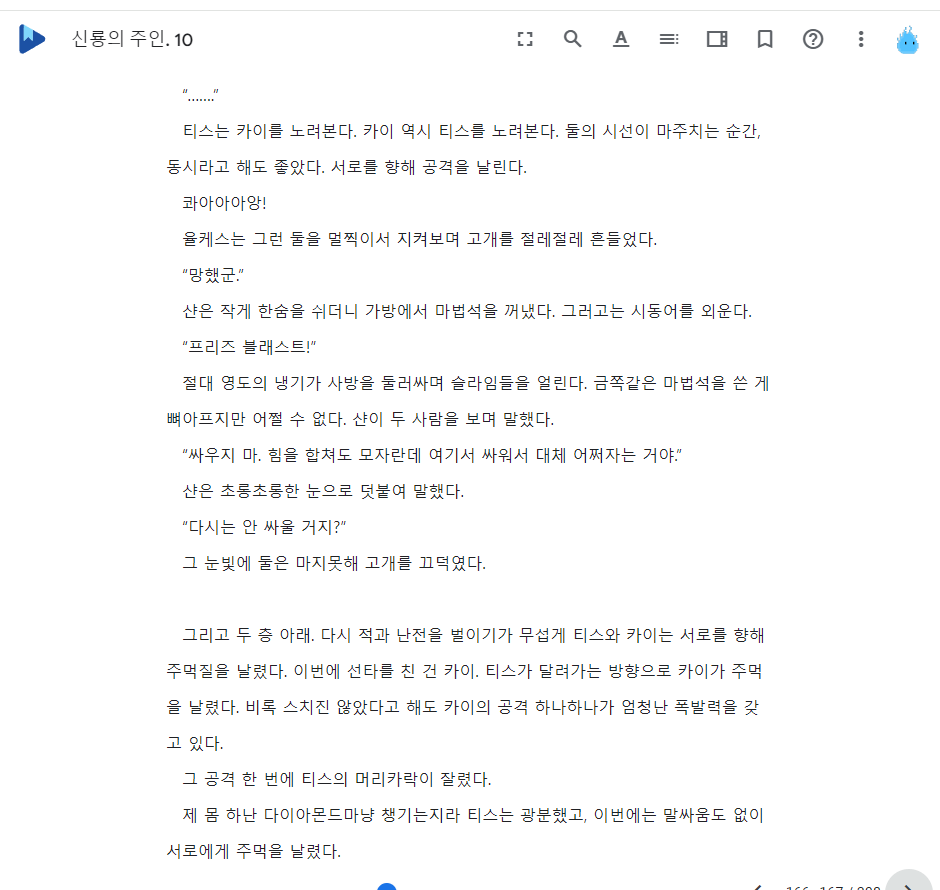 신룡의 주인. 10
“…….”
티스는 카이를 노려본다. 카이 역시 티스를 노려본다. 둘의 시선이 마주치는 순간,
동시라고 해도 좋았다. 서로를 향해 공격을 날린다.
콰아아아앙!
율케스는 그런 둘을 멀찍이서 지켜보며 고개를 절레절레 흔들었다.
“망했군.”
샨은 작게 한숨을 쉬더니 가방에서 마법석을 꺼냈다. 그러고는 시동어를 외운다.
“프리즈 블래스트!”
절대 영도의 냉기가 사방을 둘러싸며 슬라임들을 얼린다. 금쪽같은 마법석을 쓴 게
뼈아프지만 어쩔 수 없다. 샨이 두 사람을 보며 말했다.
“싸우지 마. 힘을 합쳐도 모자란데 여기서 싸워서 대체 어쩌자는 거야.”
샨은 초롱초롱한 눈으로 덧붙여 말했다.
“다시는 안 싸울 거지?“
그 눈빛에 둘은 마지못해 고개를 끄덕였다.
그리고 두 층 아래. 다시 적과 난전을 벌이기가 무섭게 티스와 카이는 서로를 향해
주먹질을 날렸다. 이번에 선타를 친 건 카이. 티스가 달려가는 방향으로 카이가 주먹
을 날렸다. 비록 스치진 않았다고 해도 카이의 공격 하나하나가 엄청난 폭발력을 갖
고 있다.
그 공격 한 번에 티스의 머리카락이 잘렸다.
제 몸 하난 다이아몬드마냥 챙기는지라 티스는 광분했고, 이번에는 말싸움도 없이
서로에게 주먹을 날렸다.